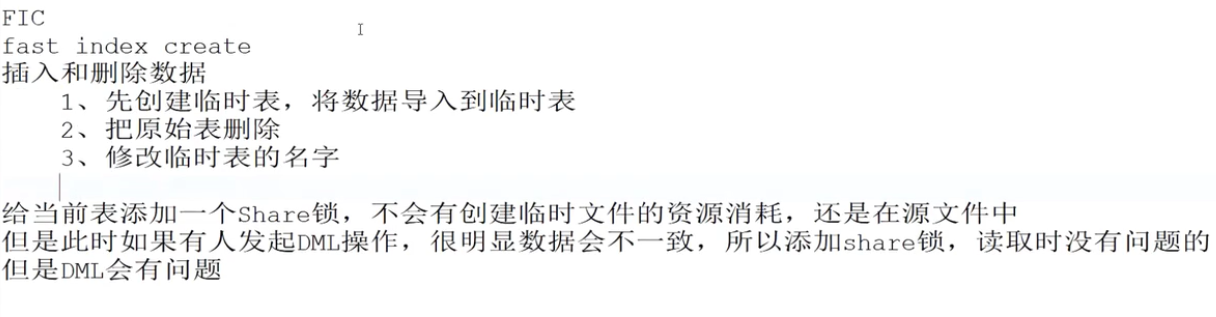 FIC
fast index create
插入和删除数据
1、先创建临时表，将数据导入到临时表
2、把原始表删除
3、修改临时表的名字
给当前表添加一个Share锁，不会有创建临时文件的资源消耗，还是在源文件中
但是此时如果有人发起DML操作，很明显数据会不一致，所以添加share锁，读取时没有问题的
但是DML会有问题